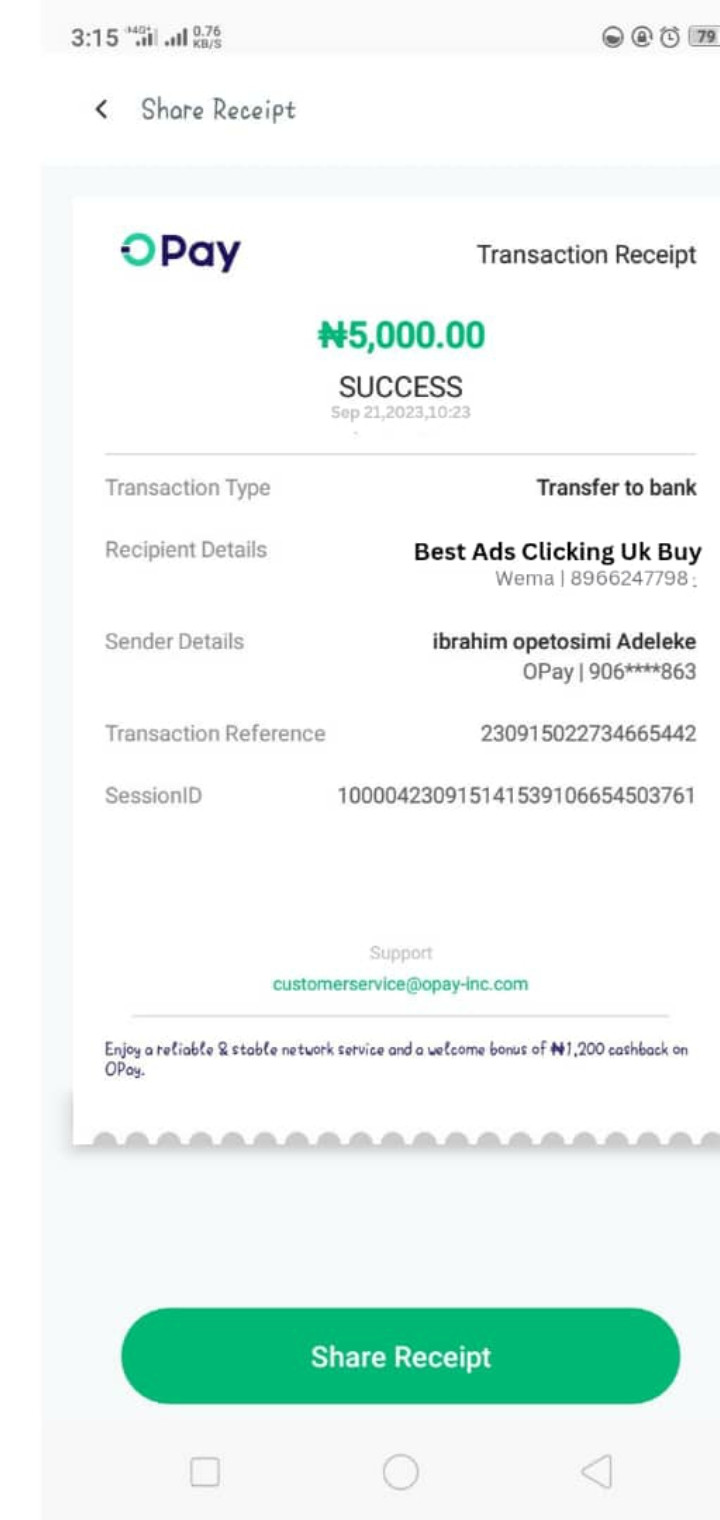 3:15 4G+ 0.76 KB/S 79
Share Receipt
OPay Transaction Receipt
₦5,000.00
SUCCESS
Sep 21,2023,10:23
Transaction Type Transfer to bank
Recipient Details Best Ads Clicking Uk Buy
Wema | 8966247798 :
Sender Details ibrahim opetosimi Adeleke
OPay | 906****863
Transaction Reference 230915022734665442
SessionID 100004230915141539106654503761
Support
customerservice@opay-inc.com
Enjoy a reliable & stable network service and a welcome bonus of ₦1,200 cashback on
OPay.
Share Receipt